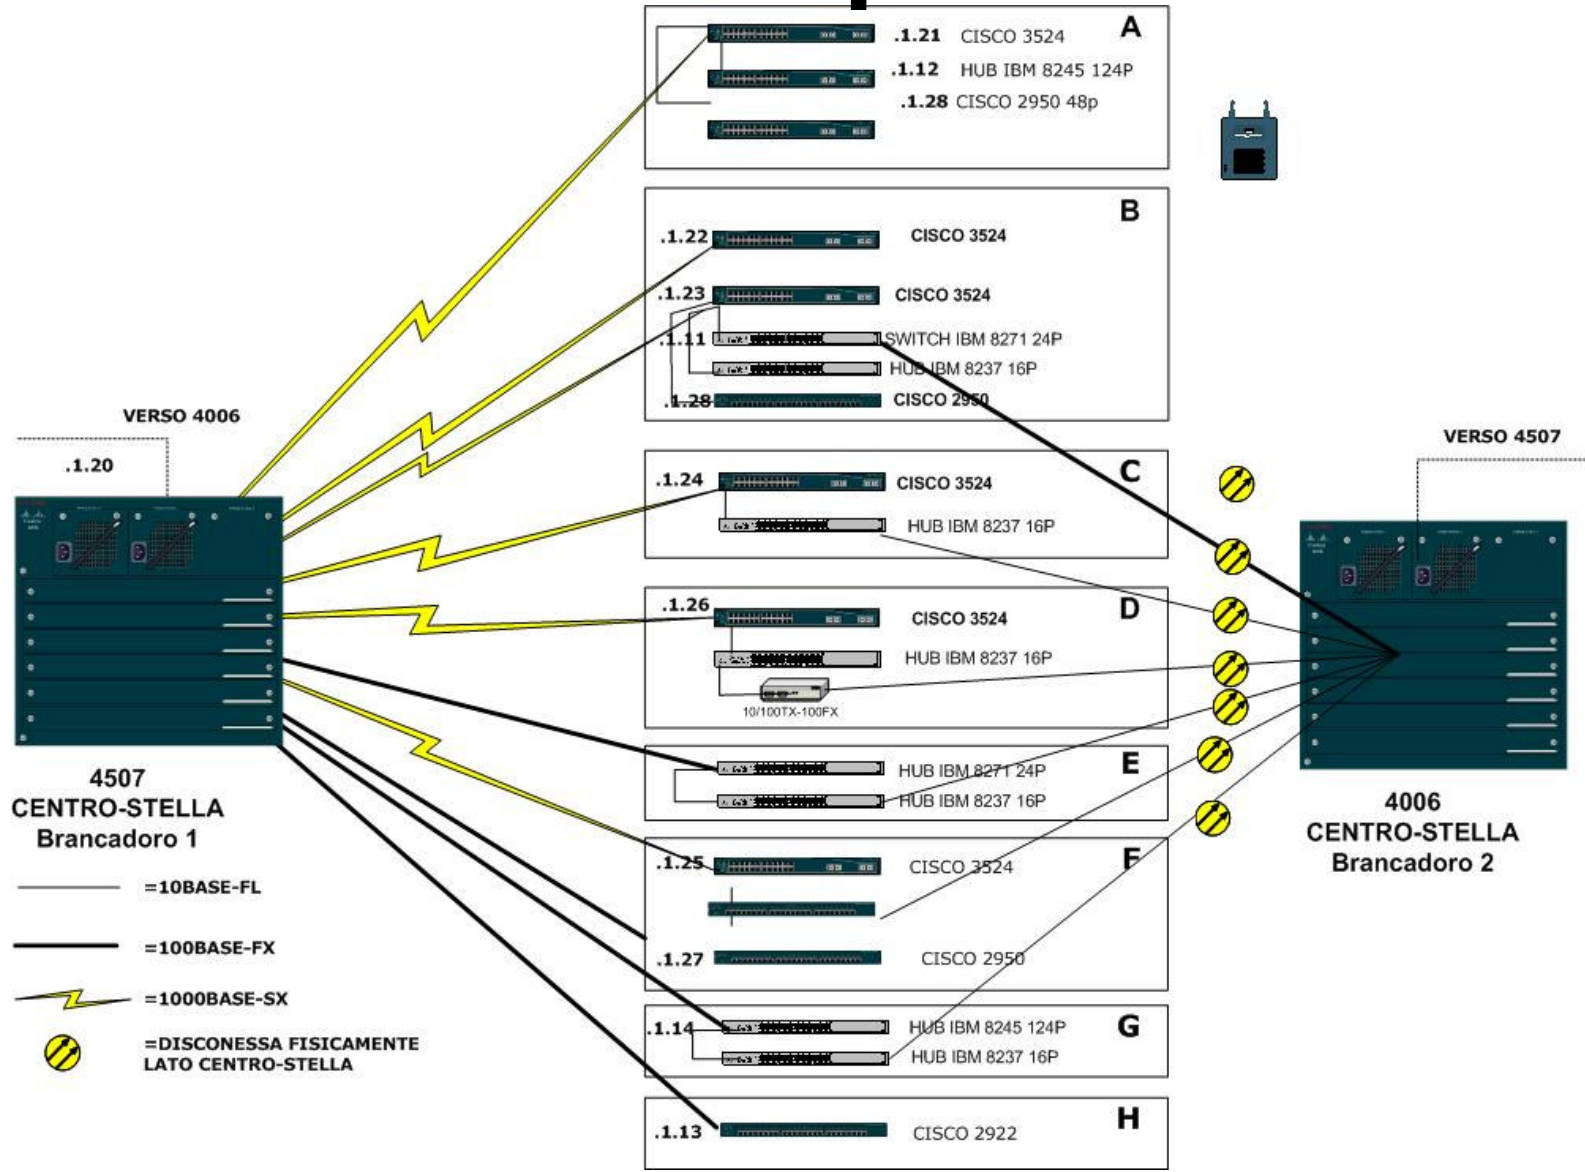 A
.1.21 CISCO 3524
.1.12 HUB IBM 8245 124P
.1.28 CISCO 2950 48p
B
.1.22 CISCO 3524
.1.23 CISCO 3524
.1.11 SWITCH IBM 8271 24P
HUB IBM 8237 16P
.1.28 CISCO 2950
C
.1.24 CISCO 3524
HUB IBM 8237 16P
D
.1.26 CISCO 3524
HUB IBM 8237 16P
10/100TX-100FX
E
HUB IBM 8271 24P
HUB IBM 8237 16P
F
.1.25 CISCO 3524
.1.27 CISCO 2950
G
.1.14 HUB IBM 8245 124P
HUB IBM 8237 16P
H
.1.13 CISCO 2922
VERSO 4006
.1.20
4507
CENTRO-STELLA
Brancadoro 1
VERSO 4507
4006
CENTRO-STELLA
Brancadoro 2
=10BASE-FL
=100BASE-FX
=1000BASE-SX
=DISCONESSA FISICAMENTE
LATO CENTRO-STELLA